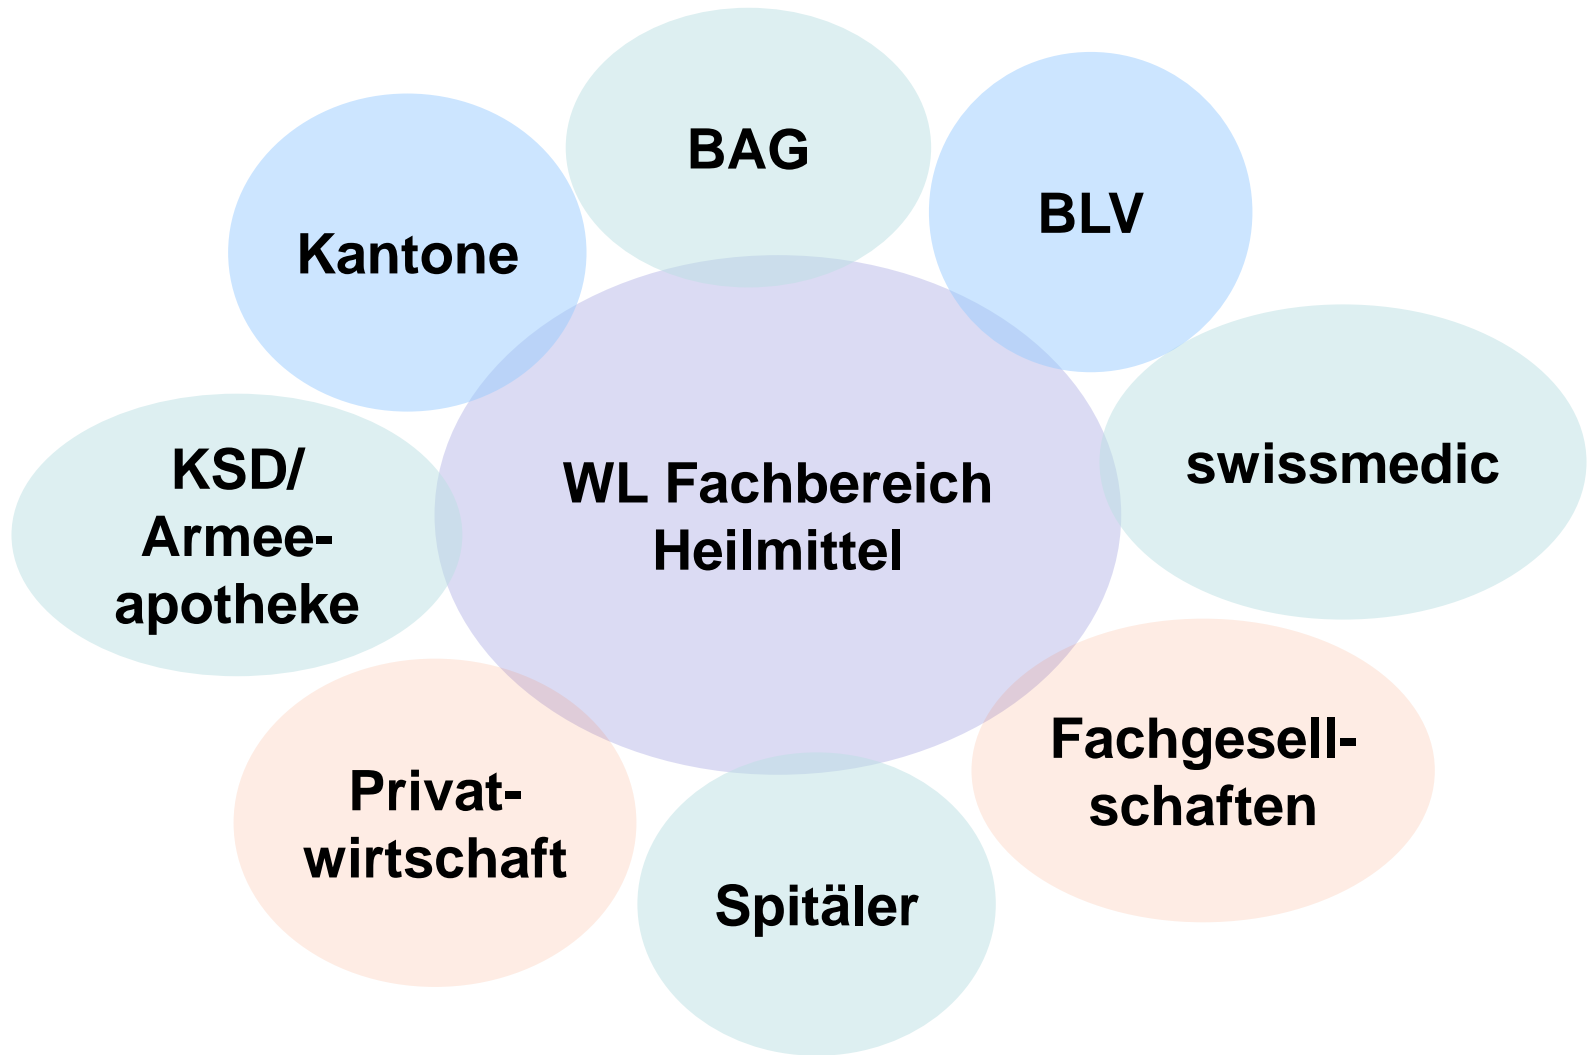 BAG
BLV
Kantone
swissmedic
KSD/
Armee-
apotheke
WL Fachbereich
Heilmittel
Fachgesell-
schaften
Privat-
wirtschaft
Spitäler